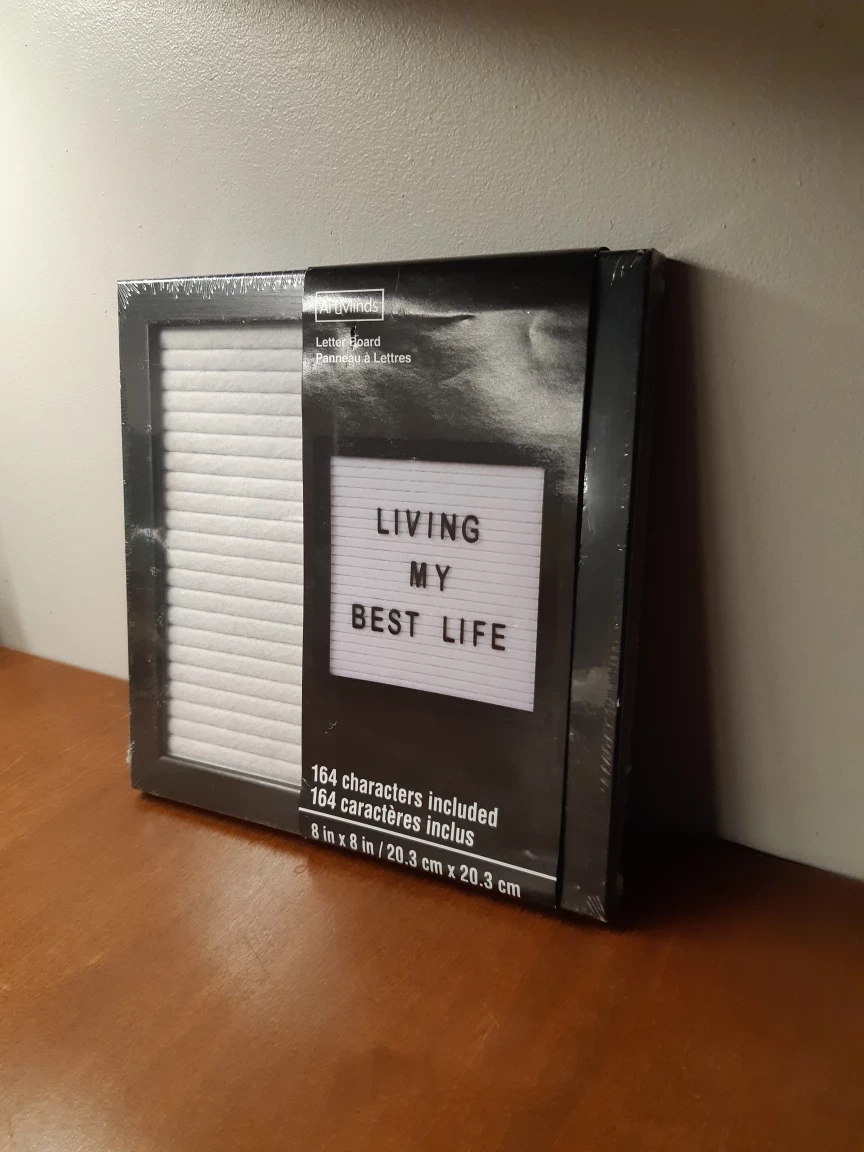 ArtMinds
Letter Board
Panneau à Lettres
LIVING
MY
BEST LIFE
164 characters included
164 caractères inclus
8 in x 8 in / 20.3 cm x 20.3 cm